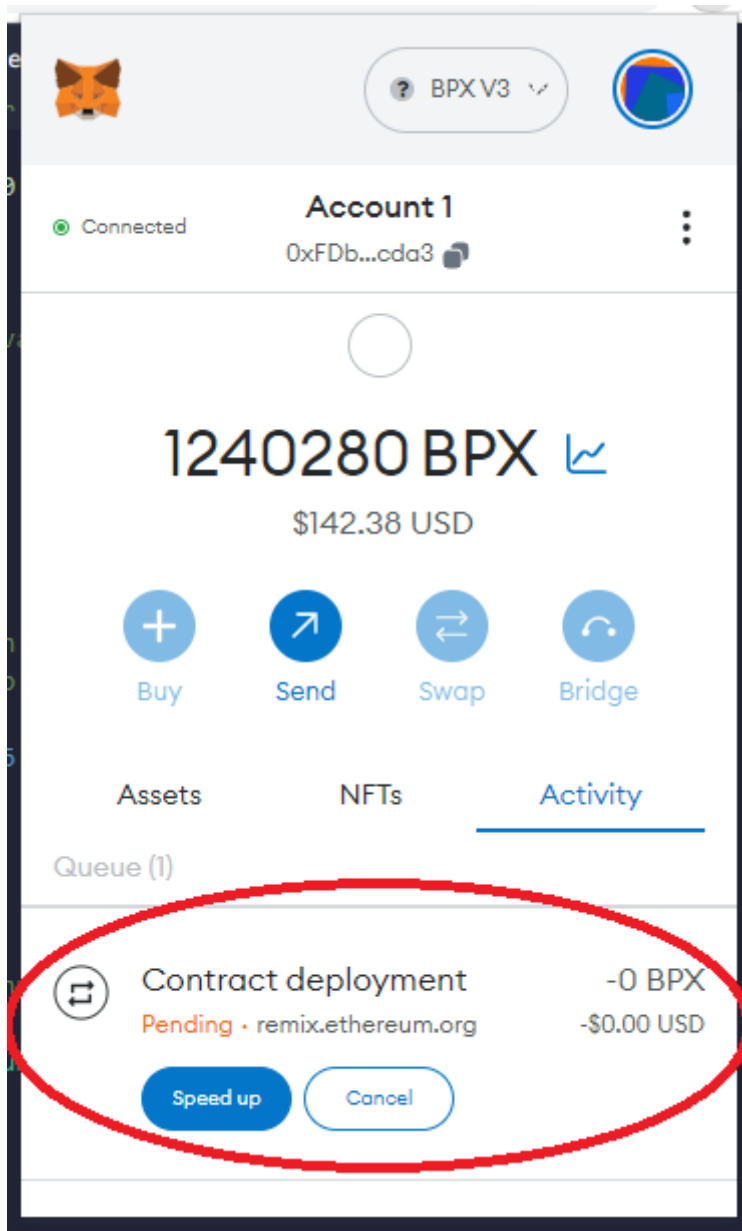 ? BPX V3
Connected
Account 1
0xFDb...cda3
1240280 BPX
$142.38 USD
Buy Send Swap Bridge
Assets NFTs Activity
Queue (1)
Contract deployment -0 BPX
Pending · remix.ethereum.org -$0.00 USD
Speed up Cancel